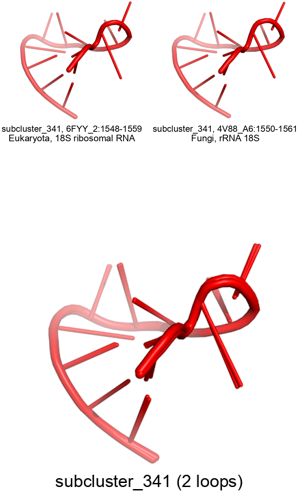 subcluster_341, 6FYY_2:1548-1559
Eukaryota, 18S ribosomal RNA
subcluster_341, 4V88_A6:1550-1561
Fungi, rRNA 18S
subcluster_341 (2 loops)